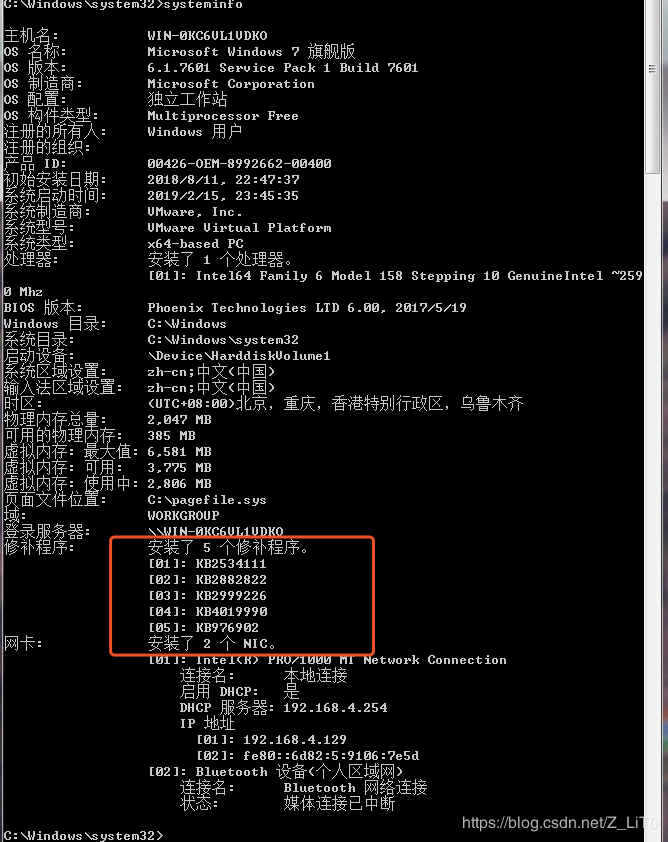 C:\Windows\system32>systeminfo
主机名: WIN-0KC6VL1VDKO
OS 名称: Microsoft Windows 7 旗舰版
OS 版本: 6.1.7601 Service Pack 1 Build 7601
OS 制造商: Microsoft Corporation
OS 配置: 独立工作站
OS 构件类型: Multiprocessor Free
注册的所有人: Windows 用户
注册的组织:
产品 ID: 00426-OEM-8992662-00400
初始安装日期: 2018/8/11, 22:47:37
系统启动时间: 2019/2/15, 23:45:35
系统制造商: VMware, Inc.
系统型号: VMware Virtual Platform
系统类型: x64-based PC
处理器: 安装了 1 个处理器。
[01]: Intel64 Family 6 Model 158 Stepping 10 GenuineIntel ~259
0 Mhz
BIOS 版本: Phoenix Technologies LTD 6.00, 2017/5/19
Windows 目录: C:\Windows
系统目录: C:\Windows\system32
启动设备: \Device\HarddiskVolume1
系统区域设置: zh-cn;中文(中国)
输入法区域设置: zh-cn;中文(中国)
时区: (UTC+08:00)北京，重庆，香港特别行政区，乌鲁木齐
物理内存总量: 2,047 MB
可用的物理内存: 385 MB
虚拟内存: 最大值: 6,581 MB
虚拟内存: 可用: 3,775 MB
虚拟内存: 使用中: 2,806 MB
页面文件位置: C:\pagefile.sys
域: WORKGROUP
登录服务器: \\WIN-0KC6VL1VDKO
修补程序: 安装了 5 个修补程序。
[01]: KB2534111
[02]: KB2882822
[03]: KB2999226
[04]: KB4019990
[05]: KB976902
网卡: 安装了 2 个 NIC。
[01]: Intel(R) PRO/1000 MT Network Connection
连接名: 本地连接
启用 DHCP: 是
DHCP 服务器: 192.168.4.254
IP 地址
[01]: 192.168.4.129
[02]: fe80::6d82:5:9106:7e5d
[02]: Bluetooth 设备(个人区域网)
连接名: Bluetooth 网络连接
状态: 媒体连接已中断
C:\Windows\system32>
https://blog.csdn.net/Z_LiT0